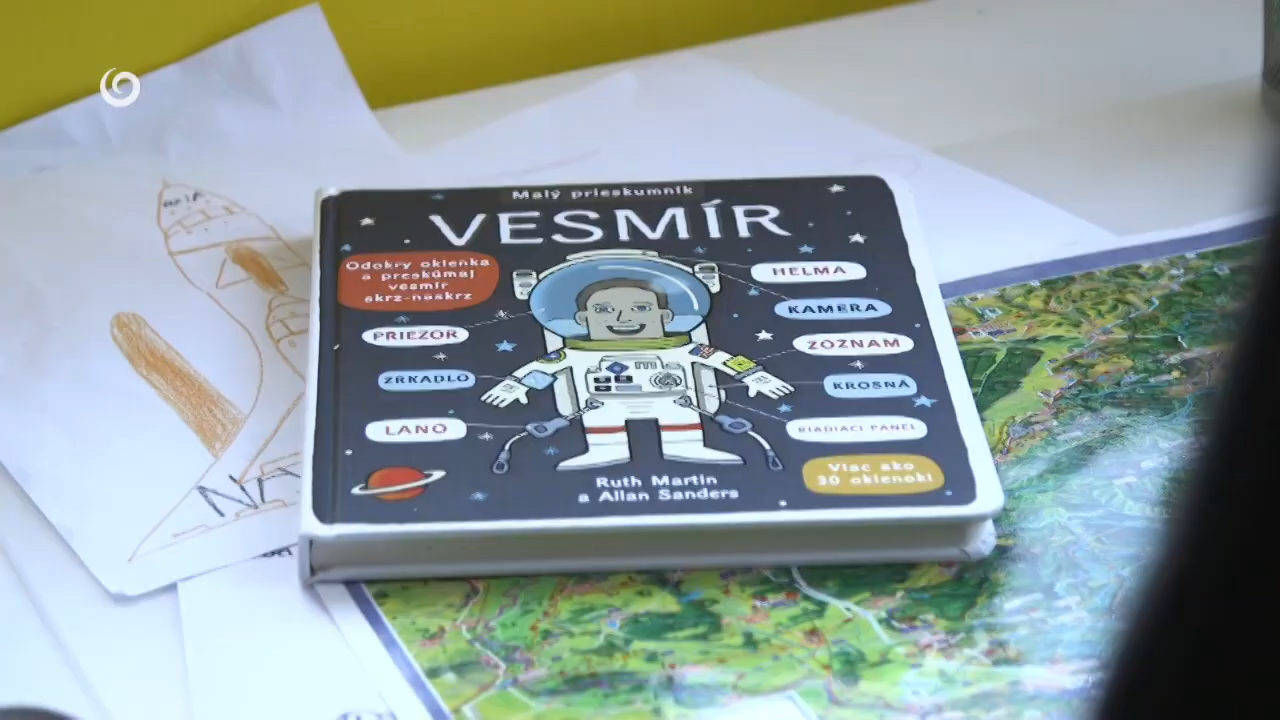 Malý prieskumník
VESMÍR
Odokry okienka
a preskúmaj
vesmír
skrz-naskrz
PRIEZOR
ZRKADLO
LANO
HELMA
KAMERA
ZOZNAM
KROSNÁ
RIADIACI PANEL
Viac ako
30 okienok!
Ruth Martin
a Allan Sanders